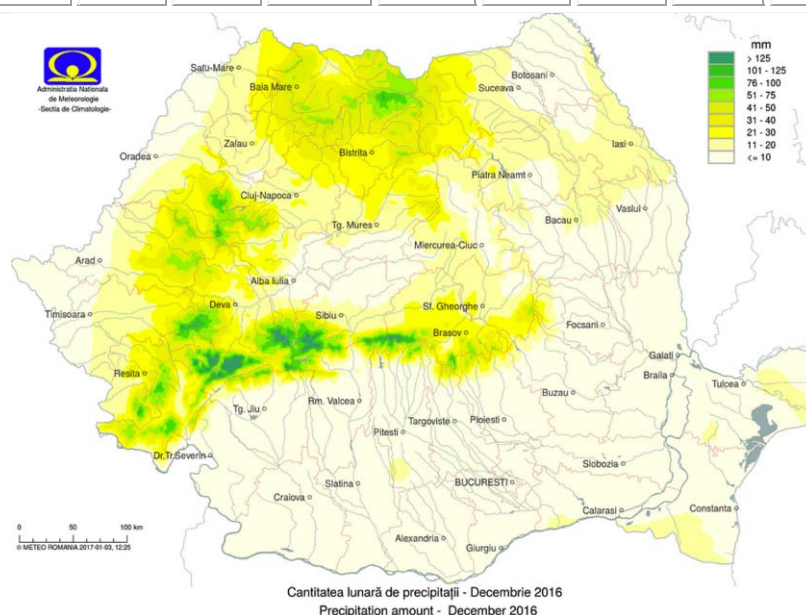 Administratia Nationala
de Meteorologie
-Sectia de Climatologie-
mm
> 125
101 - 125
76 - 100
51 - 75
41 - 50
31 - 40
21 - 30
11 - 20
<= 10
Satu-Mare
Baia Mare
Botosani
Suceava
Zalau
Iasi
Oradea
Bistrita
Piatra Neamt
Cluj-Napoca
Vaslui
Tg. Mures
Bacau
Miercurea-Ciuc
Arad
Alba Iulia
Deva
Sf. Gheorghe
Timisoara
Sibiu
Focsani
Brasov
Galati
Resita
Braila
Tulcea
Buzau
Tg. Jiu
Rm. Valcea
Targoviste
Ploiesti
Pitesti
Dr.Tr.Severin
Slobozia
Slatina
BUCURESTI
Craiova
Calarasi
Constanta
0 50 100 km
Alexandria
Giurgiu
© METEO ROMANIA 2017-01-03, 12:25
Cantitatea lunară de precipitații - Decembrie 2016
Precipitation amount - December 2016